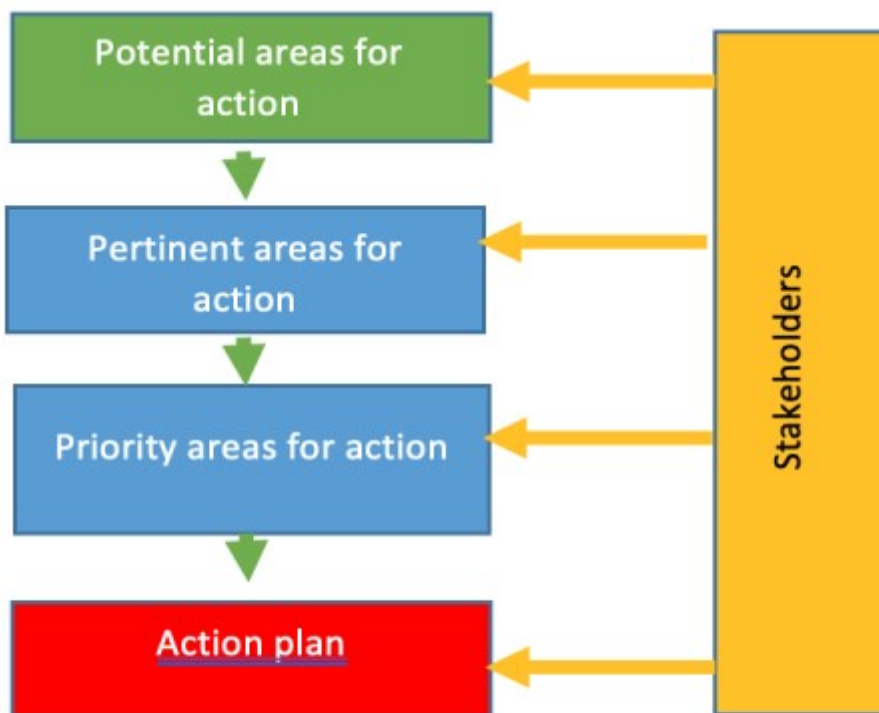 Potential areas for
action
Pertinent areas for
action
Priority areas for action
Action plan
Stakeholders